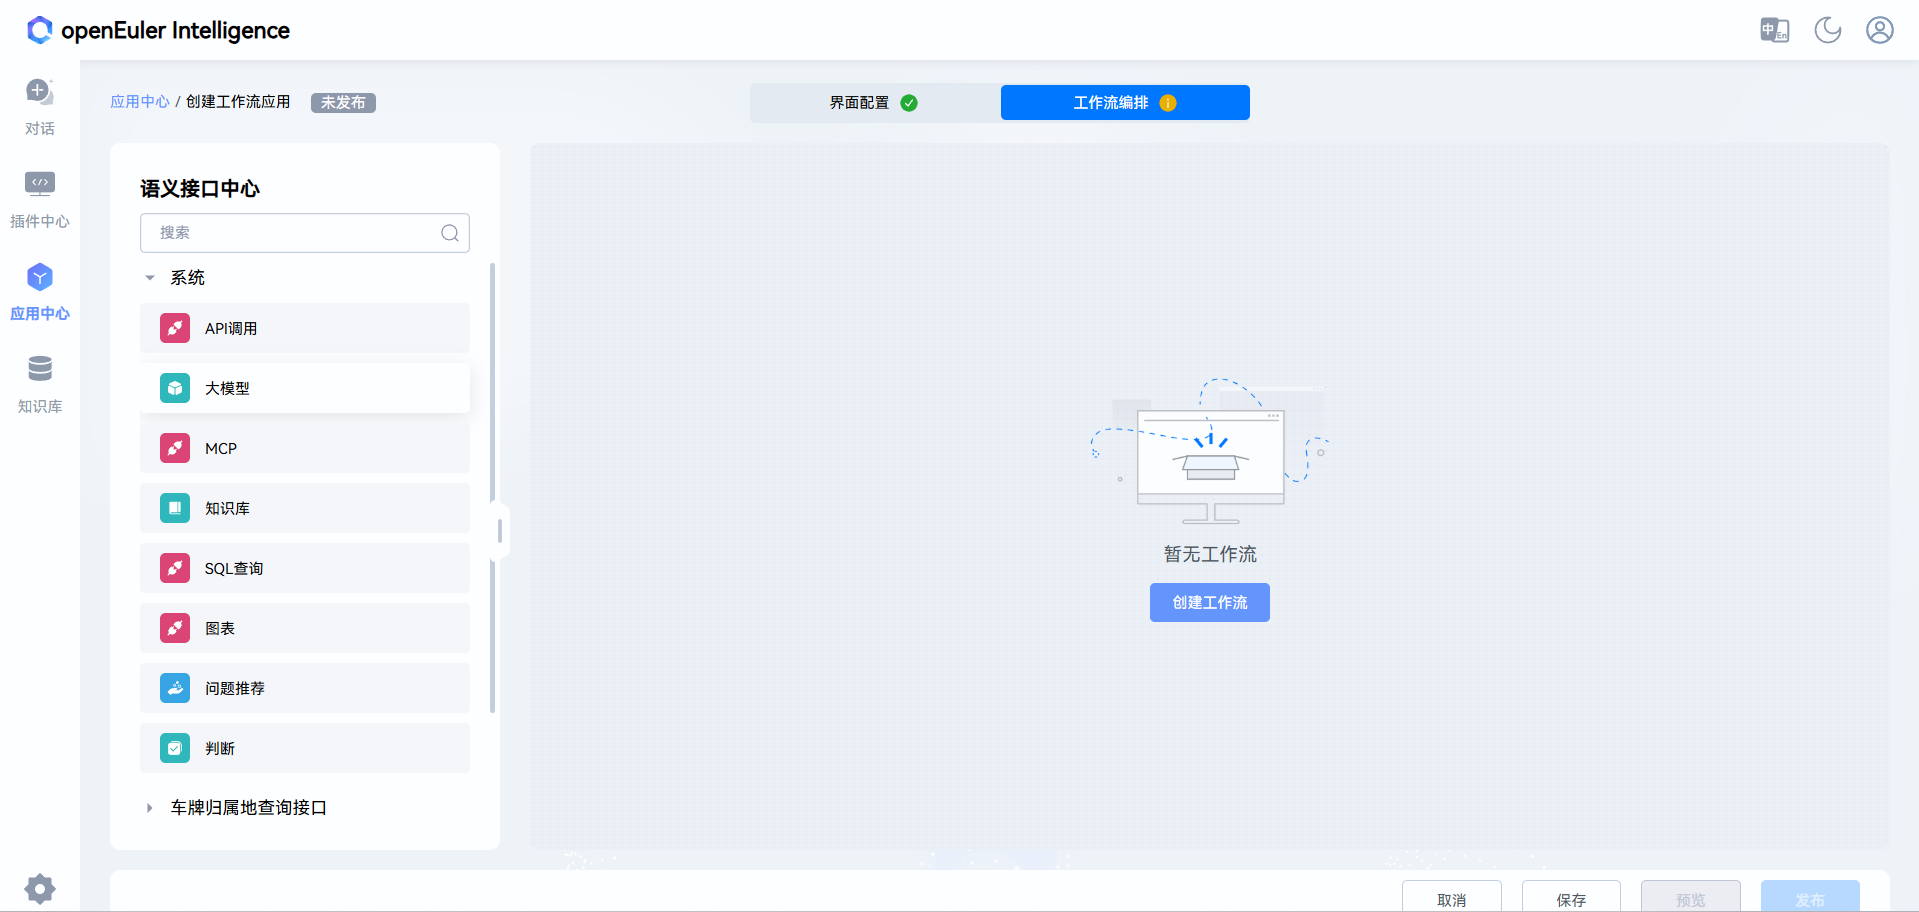 openEuler Intelligence
中 En
对话
插件中心
应用中心
知识库
应用中心 / 创建工作流应用 未发布
界面配置
工作流编排
语义接口中心
搜索
系统
API调用
大模型
MCP
知识库
SQL查询
图表
问题推荐
判断
车牌归属地查询接口
暂无工作流
创建工作流
取消
保存
预览
发布